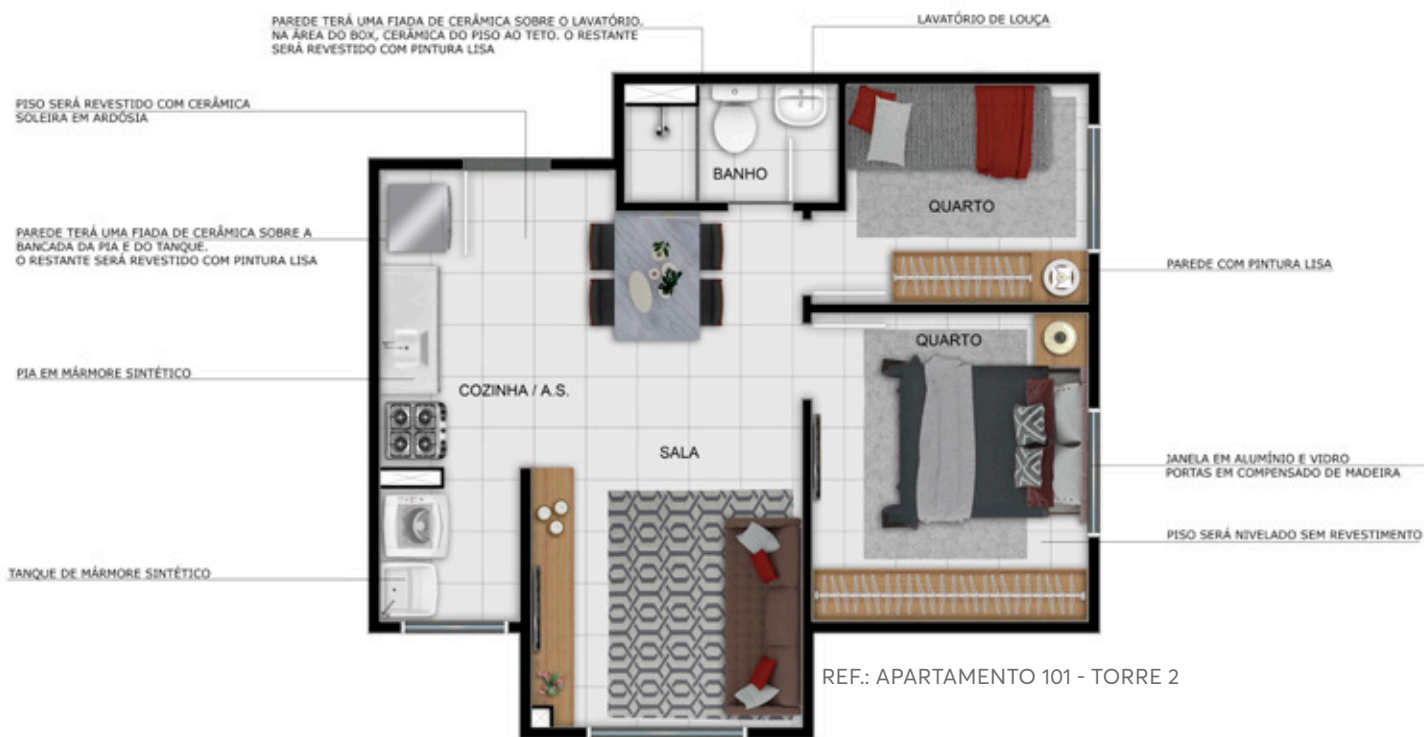 PAREDE TERÁ UMA FIADA DE CERÂMICA SOBRE O LAVATÓRIO.
NA ÁREA DO BOX, CERÂMICA DO PISO AO TETO. O RESTANTE
SERÁ REVESTIDO COM PINTURA LISA
LAVATÓRIO DE LOUÇA
PISO SERÁ REVESTIDO COM CERÂMICA
SOLEIRA EM ARDÓSIA
BANHO
QUARTO
PAREDE TERÁ UMA FIADA DE CERÂMICA SOBRE A
BANCADA DA PIA E DO TANQUE.
O RESTANTE SERÁ REVESTIDO COM PINTURA LISA
PAREDE COM PINTURA LISA
QUARTO
PIA EM MÁRMORE SINTÉTICO
COZINHA / A.S.
SALA
JANELA EM ALUMÍNIO E VIDRO
PORTAS EM COMPENSADO DE MADEIRA
PISO SERÁ NIVELADO SEM REVESTIMENTO
TANQUE DE MÁRMORE SINTÉTICO
REF.: APARTAMENTO 101 - TORRE 2